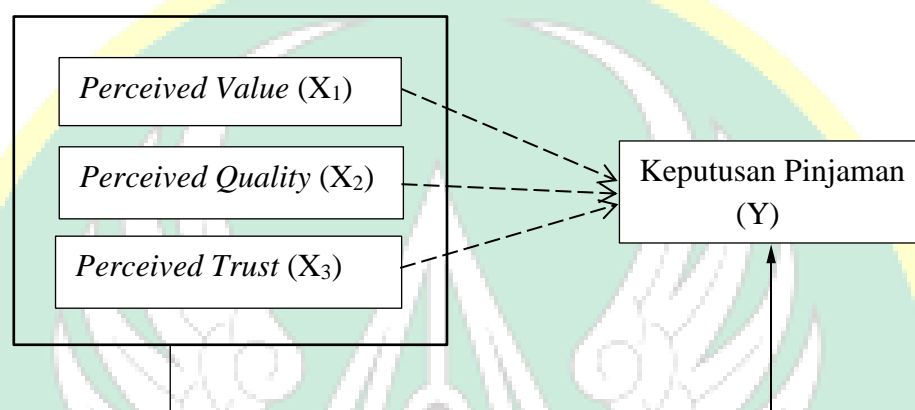 Perceived Value (X₁)
Perceived Quality (X₂)
Perceived Trust (X₃)
Keputusan Pinjaman
(Y)